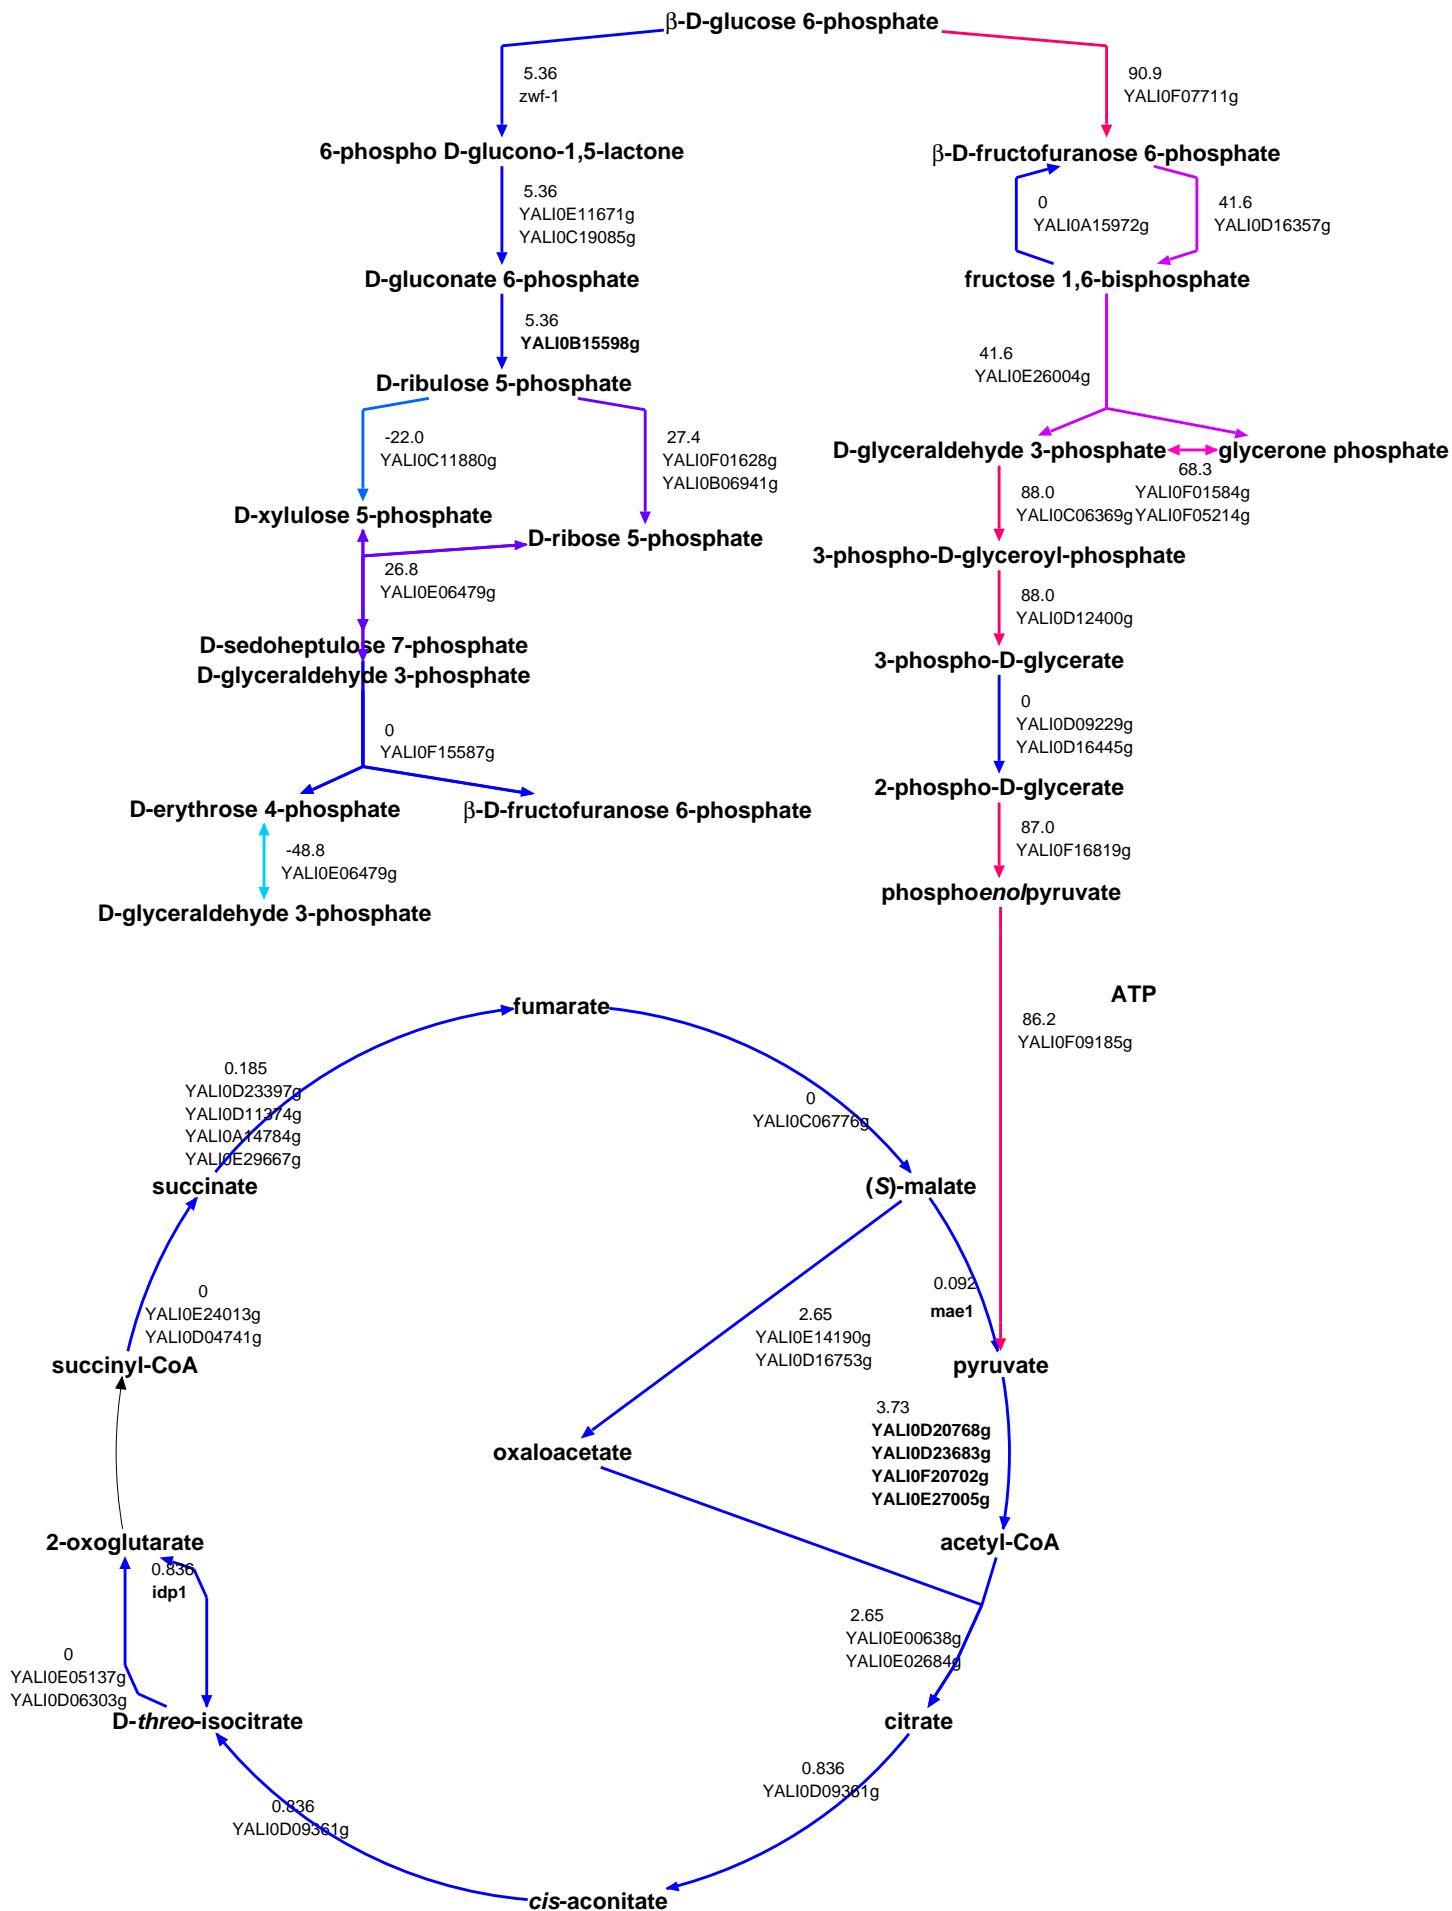 β-D-glucose 6-phosphate
5.36
zwf-1
90.9
YALI0F07711g
6-phospho D-glucono-1,5-lactone
β-D-fructofuranose 6-phosphate
5.36
YALI0E11671g
YALI0C19085g
0
YALI0A15972g
41.6
YALI0D16357g
D-gluconate 6-phosphate
fructose 1,6-bisphosphate
5.36
YALI0B15598g
41.6
YALI0E26004g
D-ribulose 5-phosphate
-22.0
YALI0C11880g
27.4
YALI0F01628g
YALI0B06941g
D-glyceraldehyde 3-phosphate
glycerone phosphate
68.3
YALI0F01584g
YALI0F05214g
88.0
YALI0C06369g
D-xylulose 5-phosphate
D-ribose 5-phosphate
3-phospho-D-glyceroyl-phosphate
26.8
YALI0E06479g
88.0
YALI0D12400g
D-sedoheptulose 7-phosphate
D-glyceraldehyde 3-phosphate
3-phospho-D-glycerate
0
YALI0F15587g
0
YALI0D09229g
YALI0D16445g
D-erythrose 4-phosphate
β-D-fructofuranose 6-phosphate
2-phospho-D-glycerate
-48.8
YALI0E06479g
87.0
YALI0F16819g
D-glyceraldehyde 3-phosphate
phosphoenolpyruvate
ATP
fumarate
86.2
YALI0F09185g
0.185
YALI0D23397g
YALI0D11374g
YALI0A14784g
YALI0E29667g
0
YALI0C06776g
succinate
(S)-malate
0
YALI0E24013g
YALI0D04741g
2.65
YALI0E14190g
YALI0D16753g
0.092
mae1
succinyl-CoA
pyruvate
3.73
YALI0D20768g
YALI0D23683g
YALI0F20702g
YALI0E27005g
oxaloacetate
2-oxoglutarate
acetyl-CoA
0.836
idp1
2.65
YALI0E00638g
YALI0E02684g
0
YALI0E05137g
YALI0D06303g
D-threo-isocitrate
citrate
0.836
YALI0D09361g
0.836
YALI0D09361g
cis-aconitate